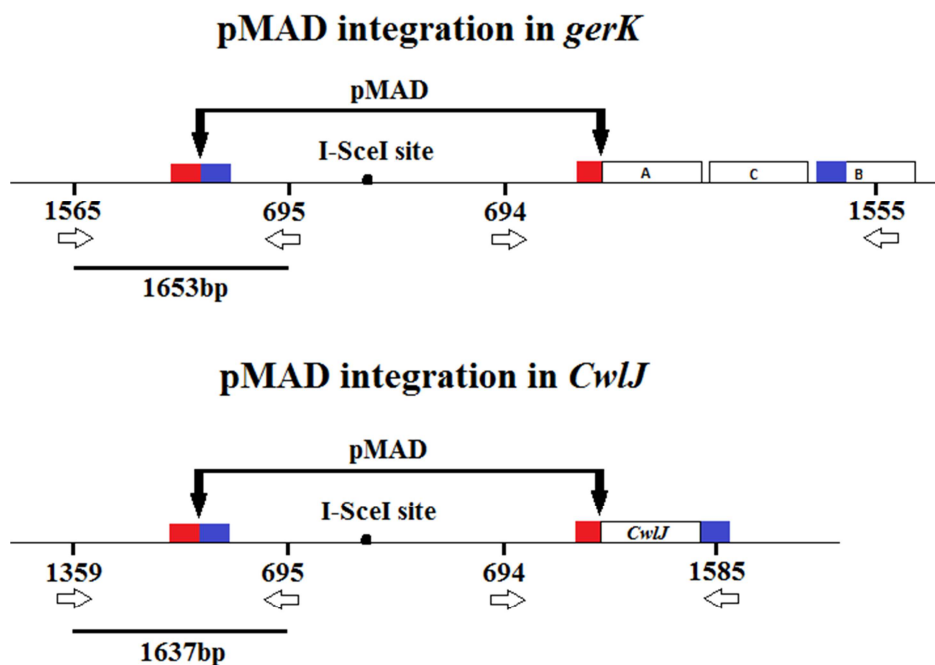 pMAD integration in gerK
pMAD
I-SceI site
A C B
1565 695 694 1555
1653bp
pMAD integration in CwlJ
pMAD
I-SceI site
CwlJ
1359 695 694 1585
1637bp